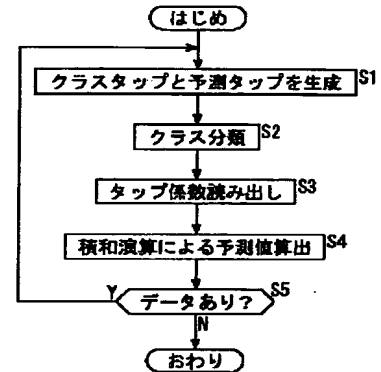 はじめ
クラスタップと予測タップを生成 S1
クラス分類 S2
タップ係数読み出し S3
積和演算による予測値算出 S4
Y データあり? S5
N
おわり